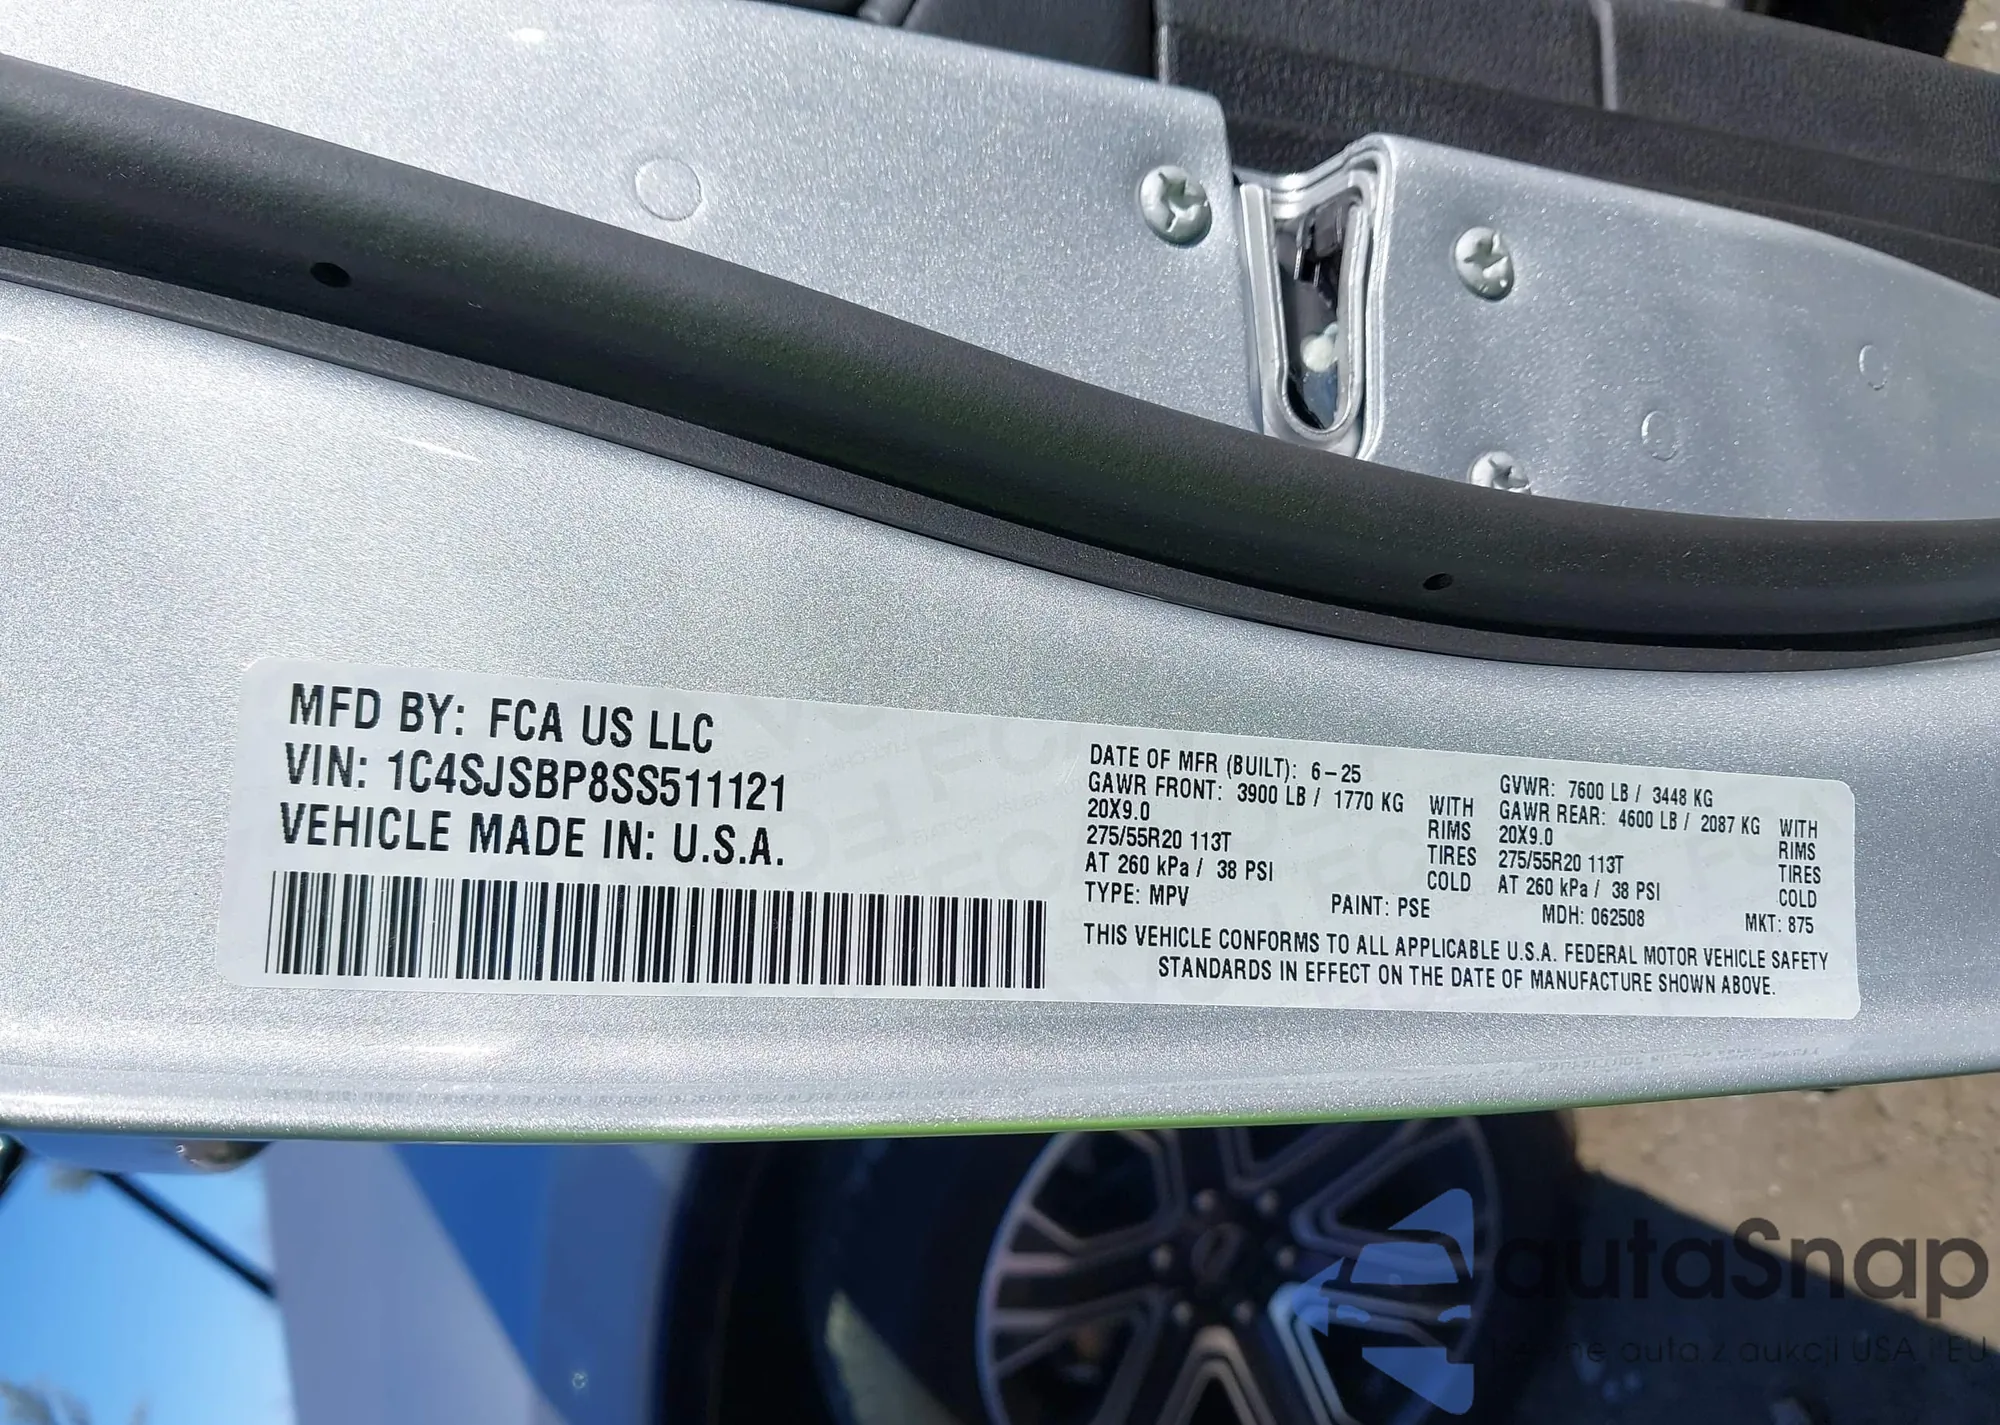 MFD BY: FCA US LLC
VIN: 1C4SJSBP8SS511121
VEHICLE MADE IN: U.S.A.
DATE OF MFR (BUILT): 6-25
GVWR: 7600 LB / 3448 KG
GAWR FRONT: 3900 LB / 1770 KG WITH
20X9.0 RIMS
275/55R20 113T TIRES
AT 260 kPa / 38 PSI COLD
GAWR REAR: 4600 LB / 2087 KG WITH
20X9.0 RIMS
275/55R20 113T TIRES
AT 260 kPa / 38 PSI COLD
TYPE: MPV PAINT: PSE MDH: 062508 MKT: 875
THIS VEHICLE CONFORMS TO ALL APPLICABLE U.S.A. FEDERAL MOTOR VEHICLE SAFETY
STANDARDS IN EFFECT ON THE DATE OF MANUFACTURE SHOWN ABOVE.
autaSnap
auta z aukcji USA i EU